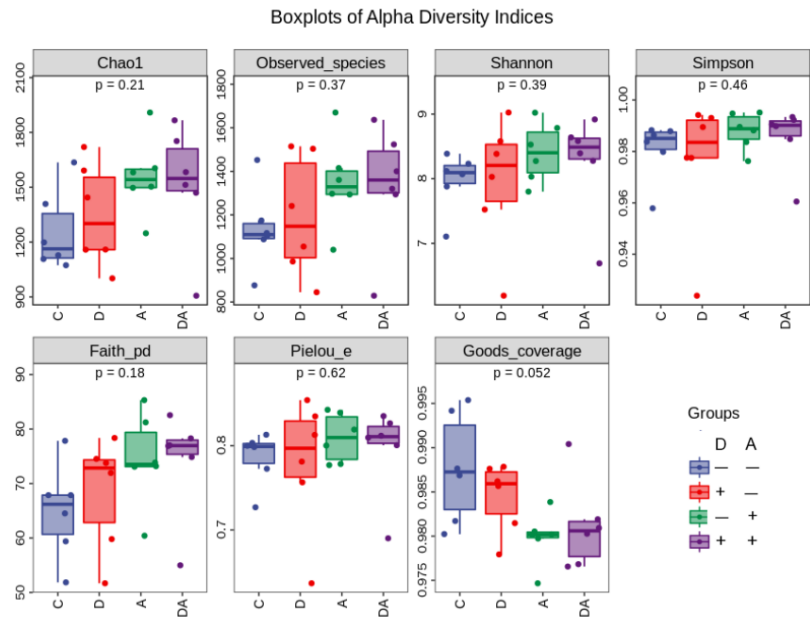 Boxplots of Alpha Diversity Indices
Chao1
p = 0.21
2100
1800
1500
1200
900
C
D
A
DA
Observed_species
p = 0.37
1800
1600
1400
1200
1000
800
C
D
A
DA
Shannon
p = 0.39
9
8
7
C
D
A
DA
Simpson
p = 0.46
1.00
0.98
0.96
0.94
C
D
A
DA
Faith_pd
p = 0.18
90
80
70
60
50
C
D
A
DA
Pielou_e
p = 0.62
0.8
0.7
C
D
A
DA
Goods_coverage
p = 0.052
0.995
0.990
0.985
0.980
0.975
C
D
A
DA
Groups
D A
— —
+ —
— +
+ +